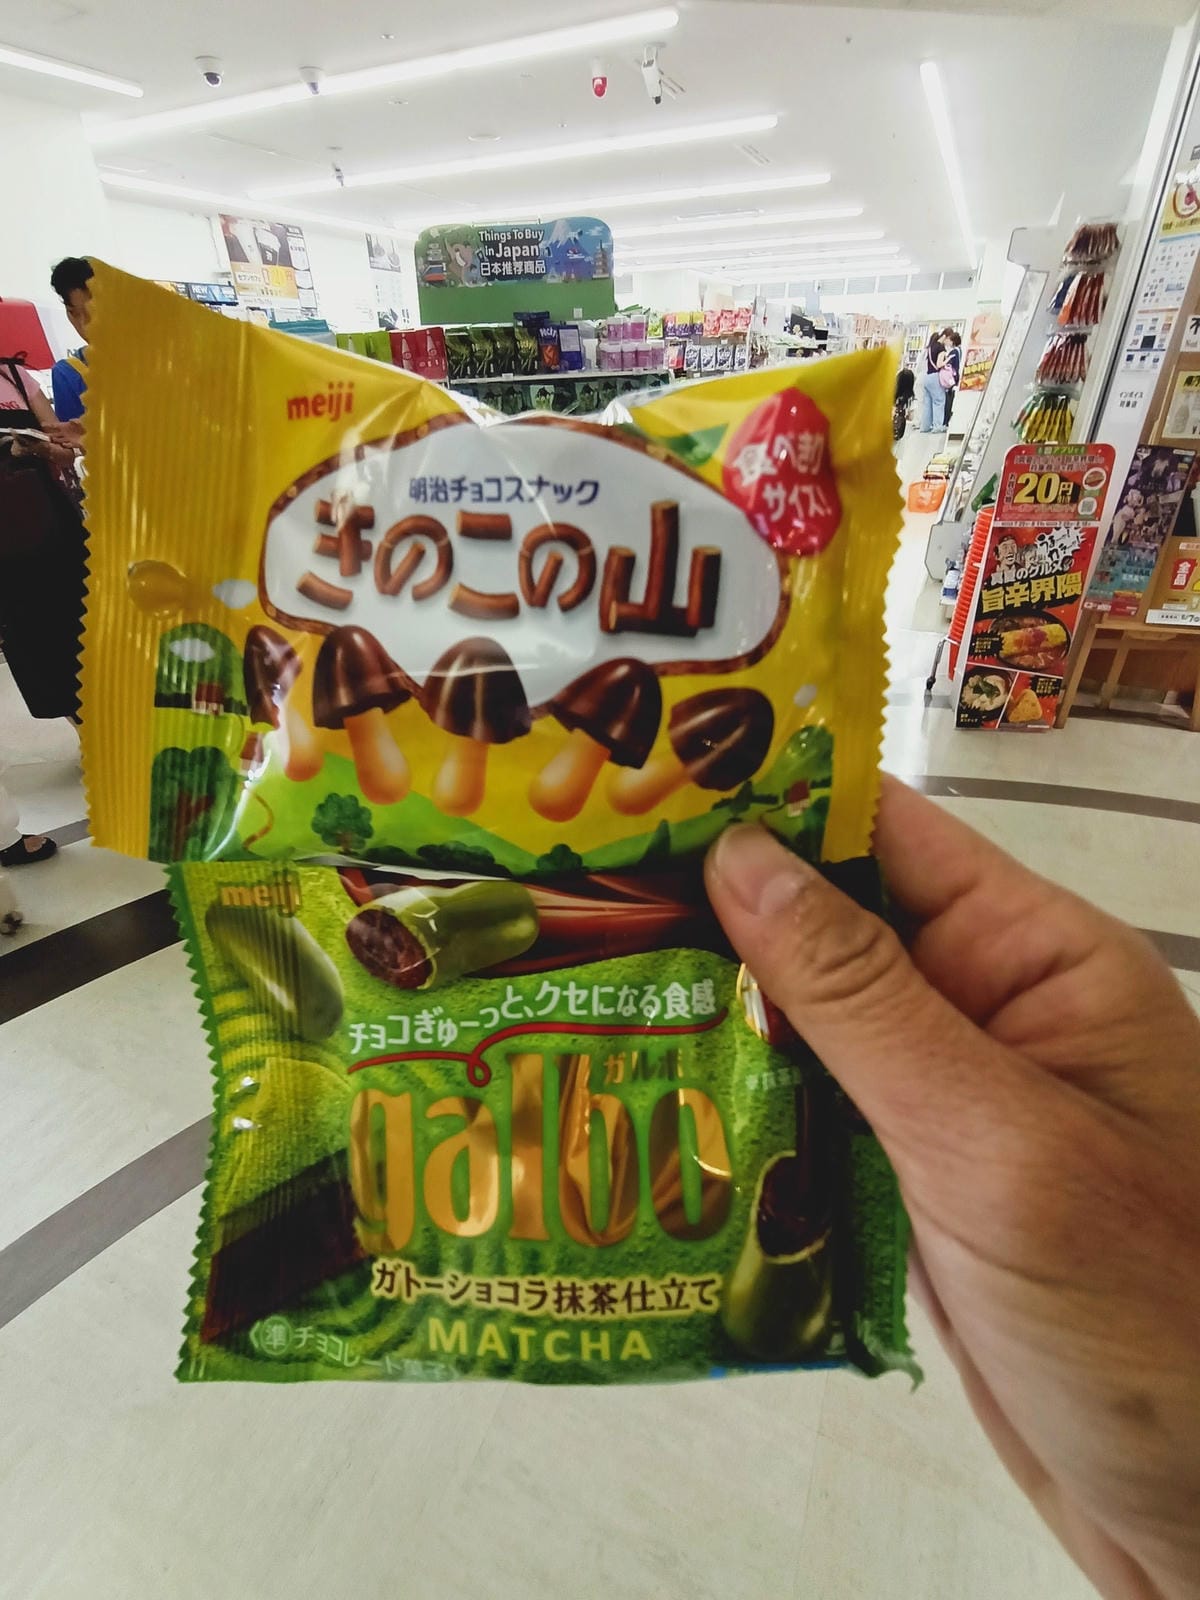 Things To Buy
in Japan
日本推荐商品
meiji
食べきり
サイズ!
明治チョコスナック
きのこの山
20円
旨辛界隈
meiji
チョコぎゅーっと、クセになる食感
ガルボ
galbo
ガトーショコラ抹茶仕立て
MATCHA
準チョコレート菓子